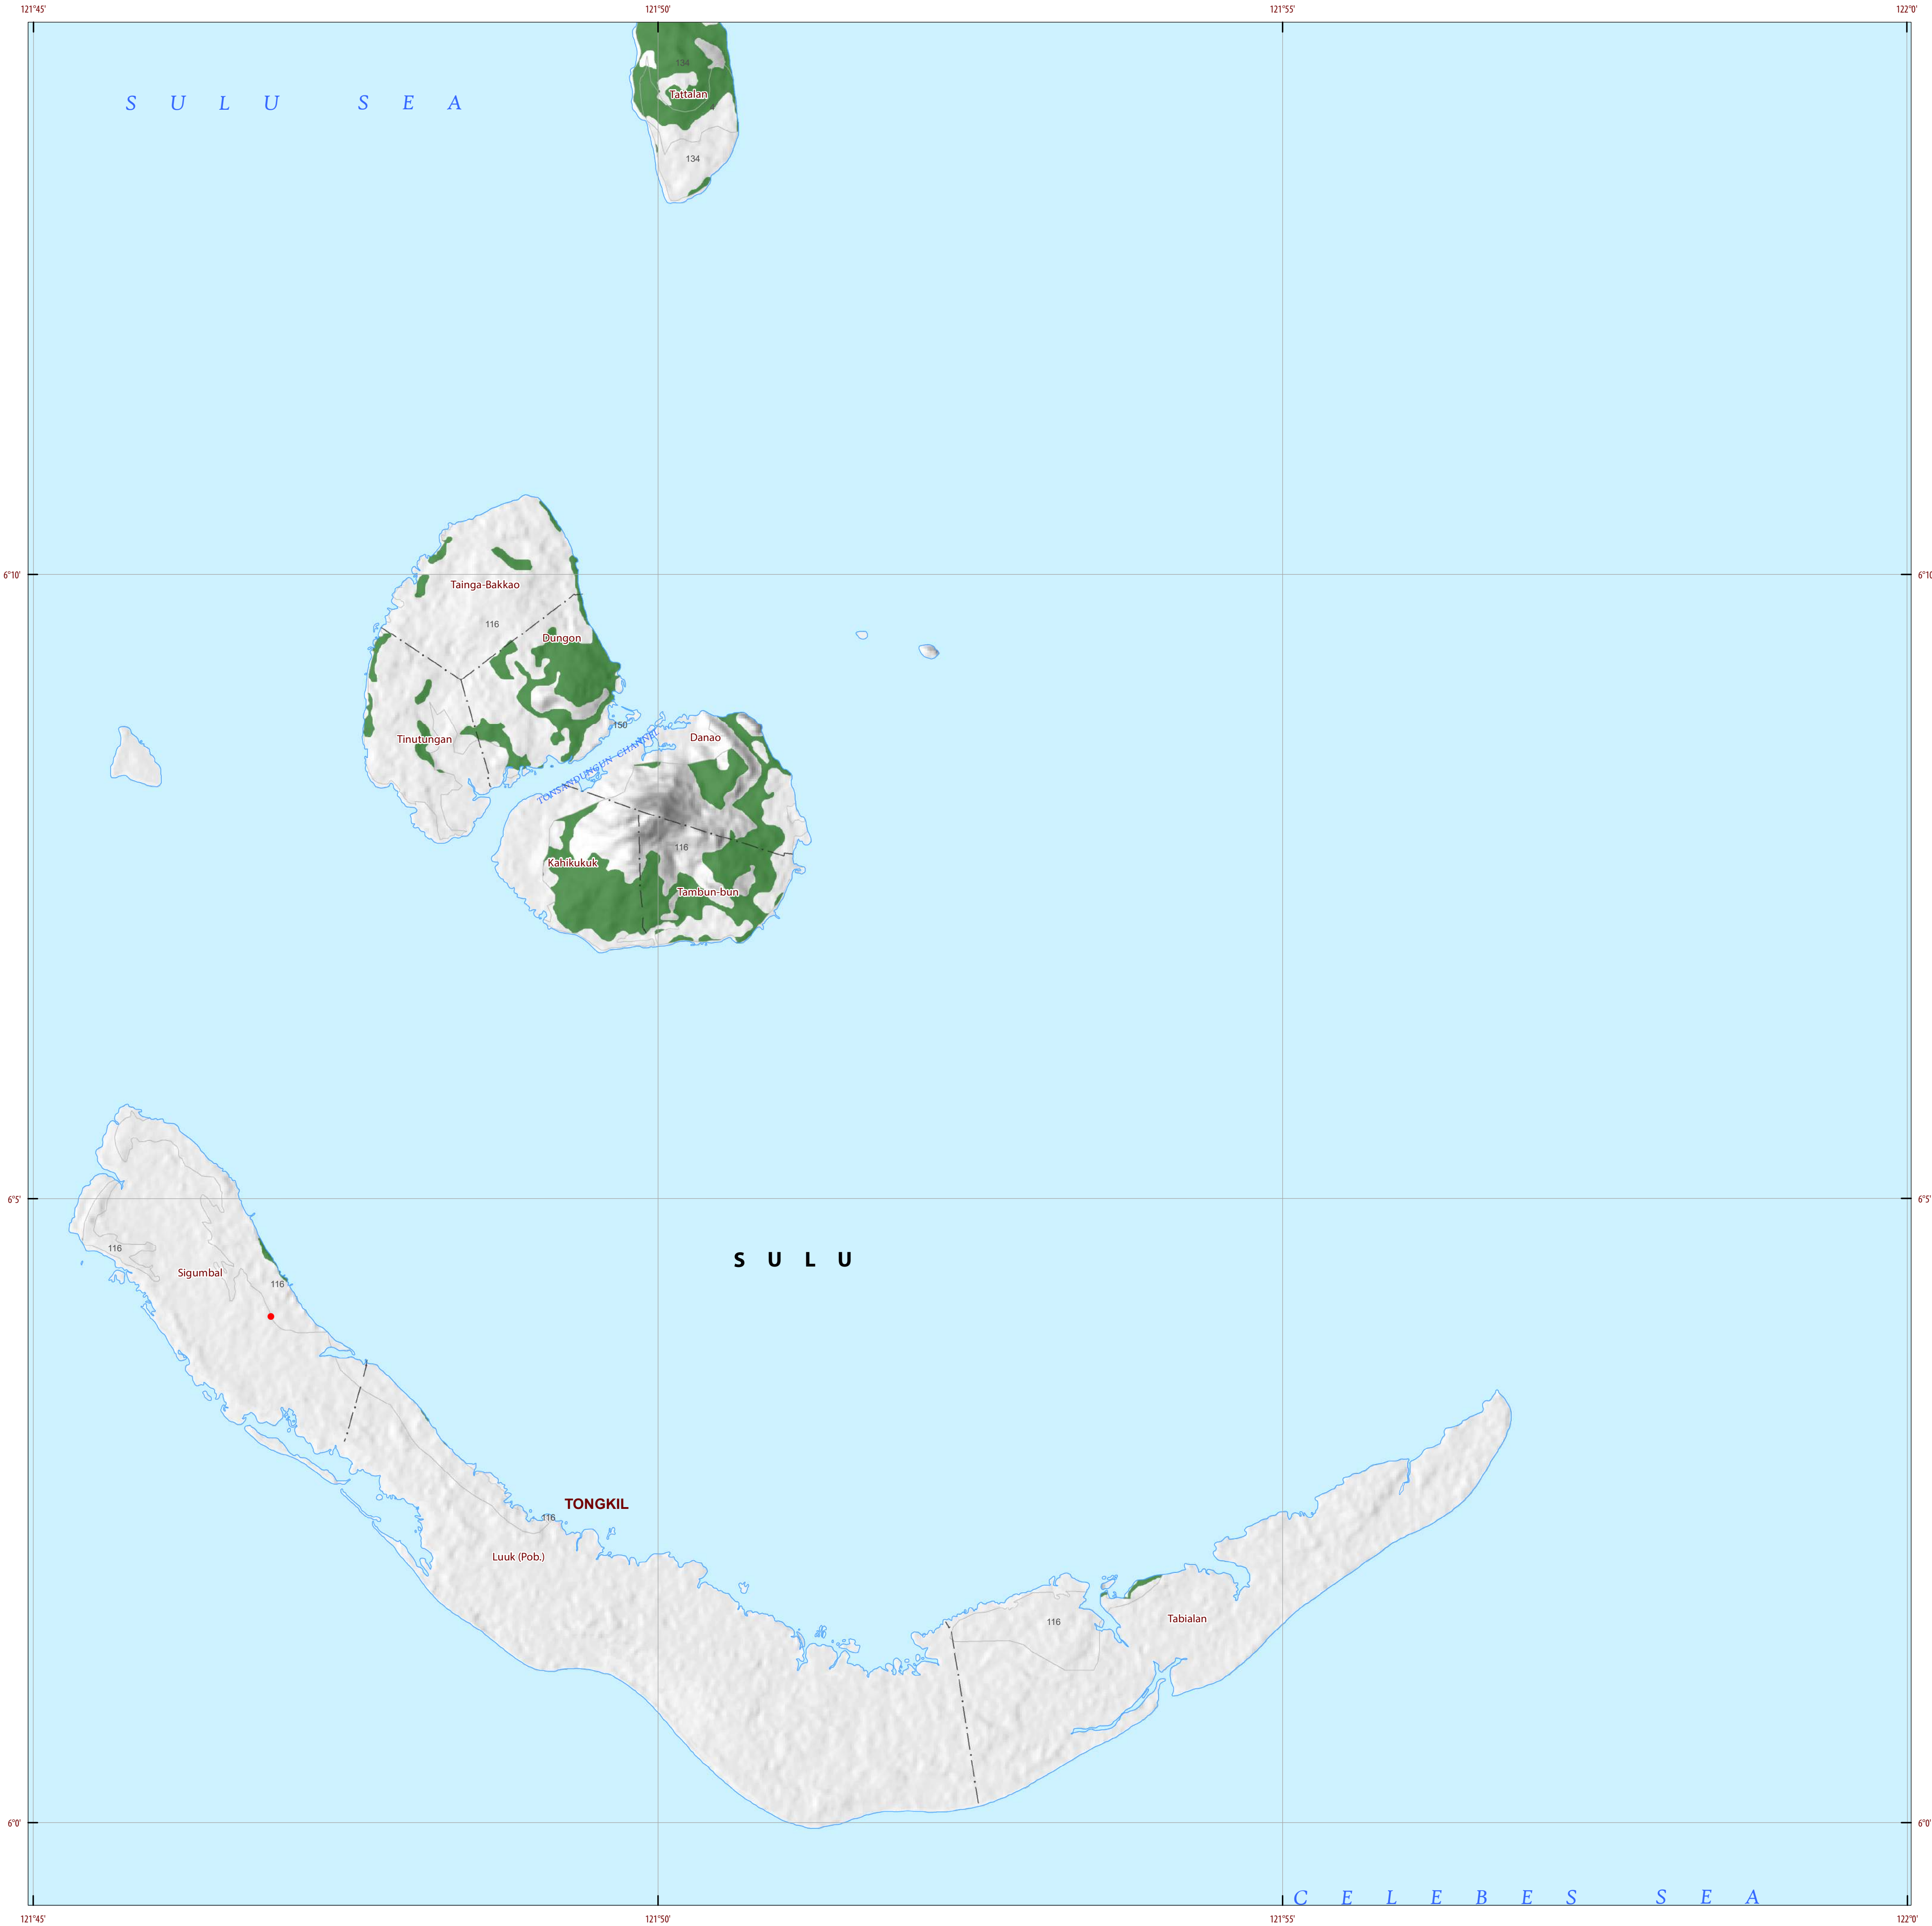 121°45' 121°50' 121°55' 122°0'
134
Tattalan
S U L U S E A
134
6°10' 6°10'
Tainga-Bakkao
116
Dungon
150
Danao
Tinutungan
TONSANDUNGUN CHANNEL
116
Kahikukuk
Tambun-bun
6°5' 6°5'
116
S U L U
Sigumbal
116
TONGKIL
116
Luuk (Pob.)
Tabialan
116
6°0' 6°0'
C E L E B E S S E A
121°45' 121°50' 121°55' 122°0'